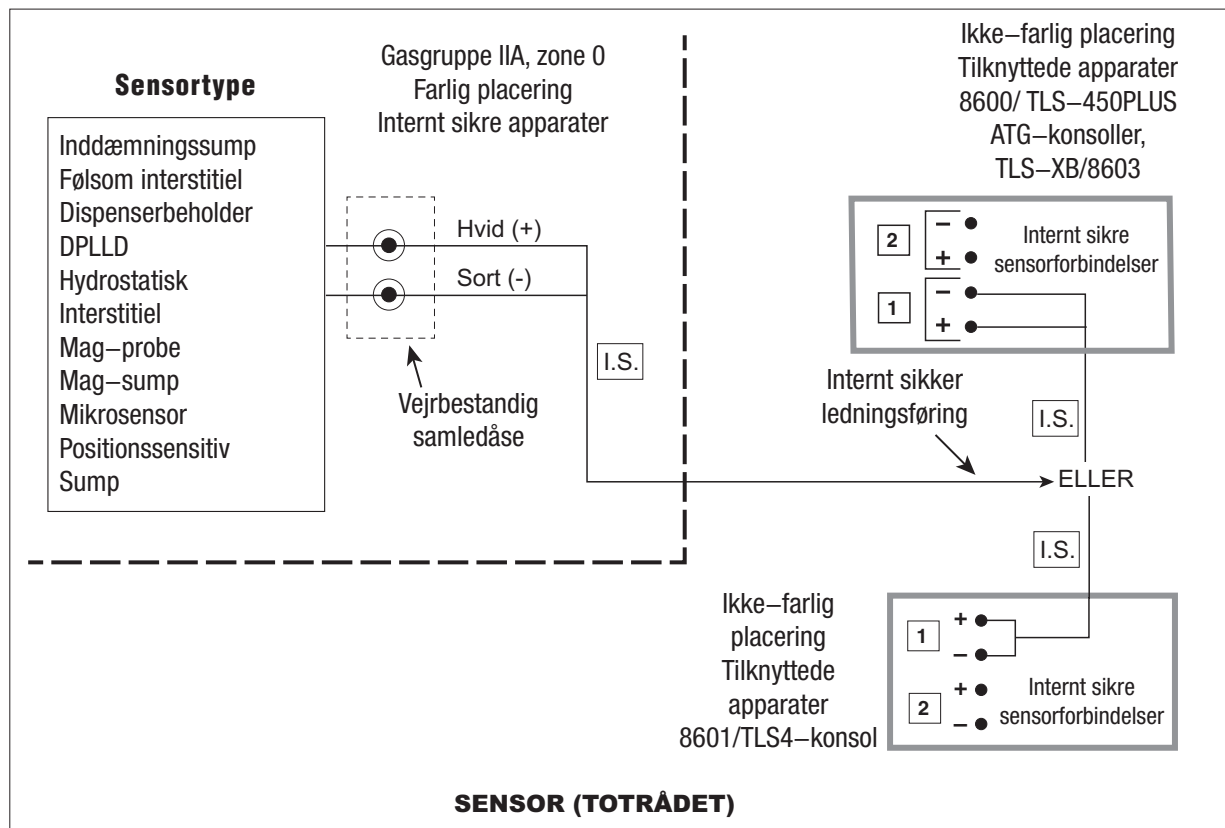 Sensortype
Inddæmningssump
Følsom interstitiel
Dispenserbeholder
DPLLD
Hydrostatisk
Interstitiel
Mag–probe
Mag–sump
Mikrosensor
Positionssensitiv
Sump
Gasgruppe IIA, zone 0
Farlig placering
Internt sikre apparater
Hvid (+)
Sort (-)
I.S.
Vejrbestandig
samledåse
Ikke–farlig placering
Tilknyttede apparater
8600/ TLS–450PLUS
ATG–konsoller,
TLS–XB/8603
2
–
+
1
–
+
Internt sikre
sensorforbindelser
Internt sikker
ledningsføring
I.S.
ELLER
I.S.
Ikke–farlig
placering
Tilknyttede
apparater
8601/TLS4–konsol
1
+
–
2
+
–
Internt sikre
sensorforbindelser
SENSOR (TOTRÅDET)